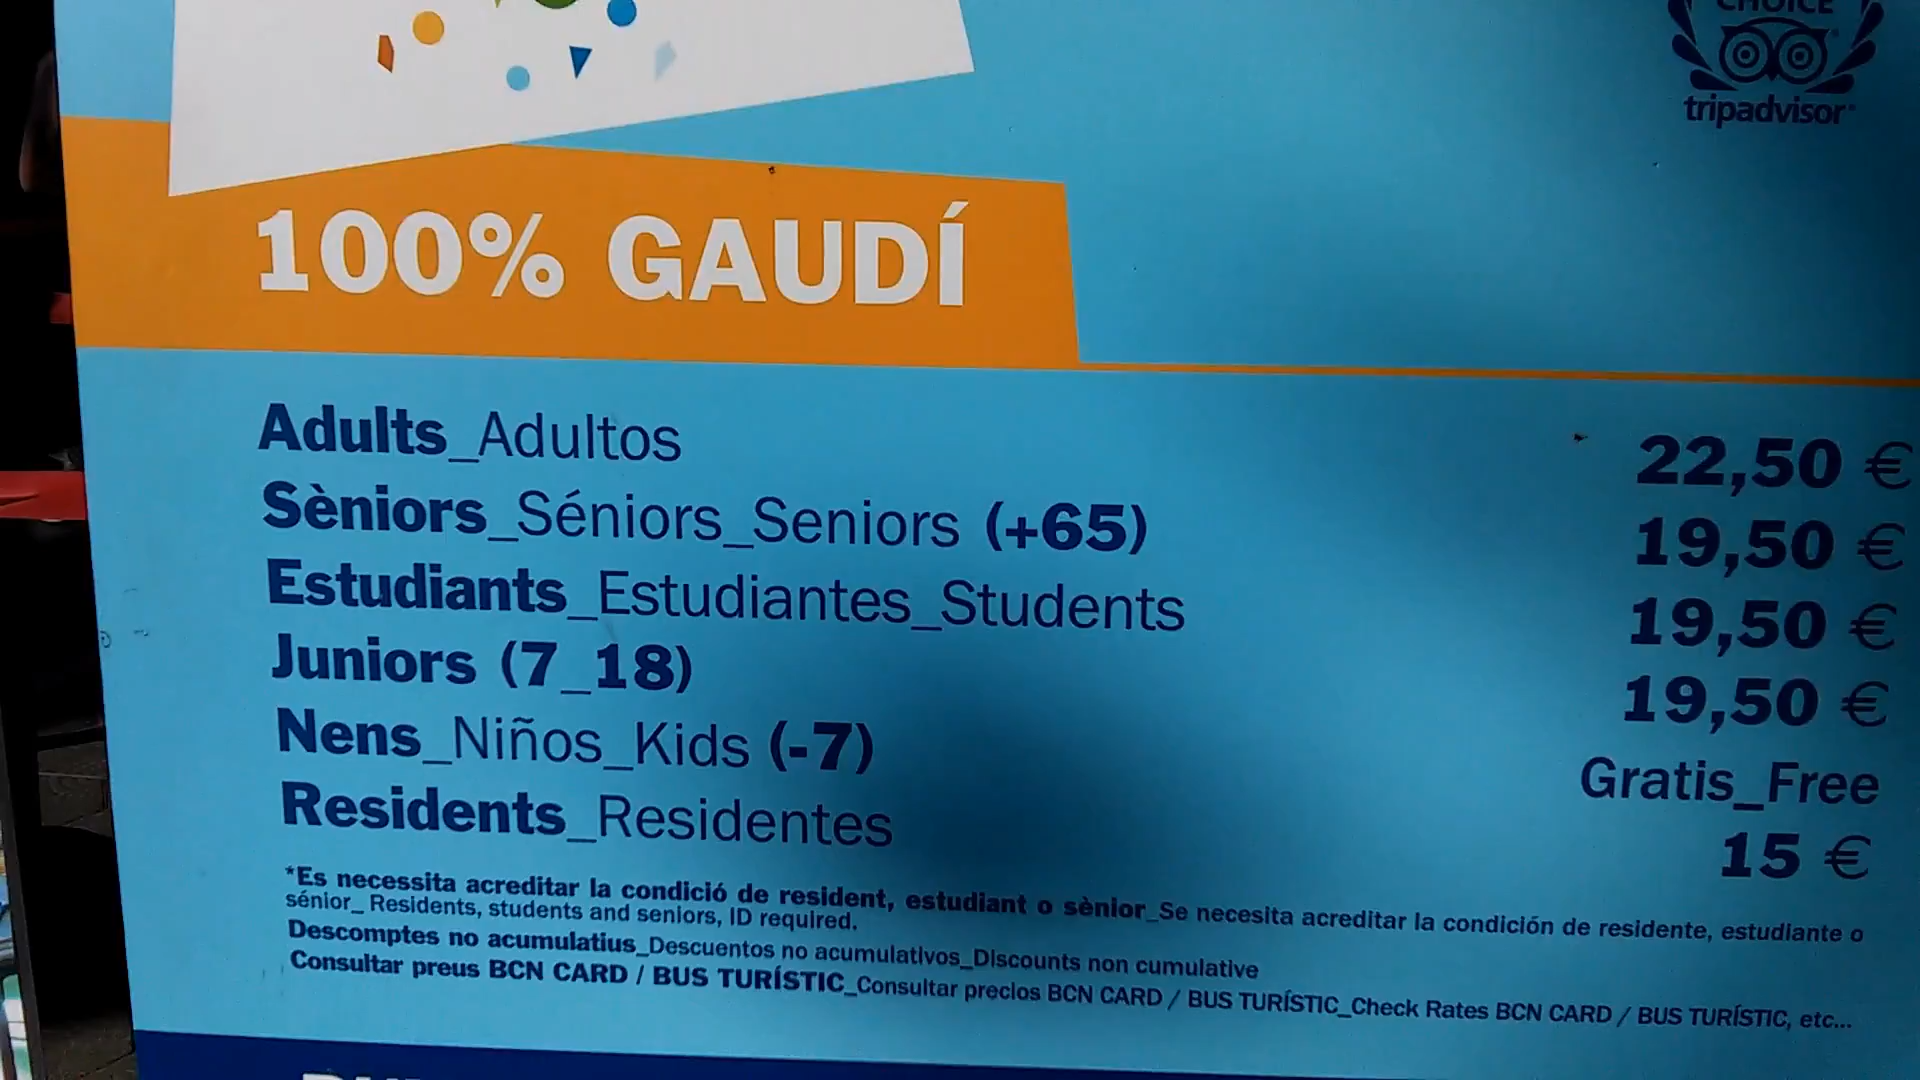 CHOICE
tripadvisor
100% GAUDÍ
Adults_Adultos 22,50 €
Sèniors_Séniors_Seniors (+65) 19,50 €
Estudiants_Estudiantes_Students 19,50 €
Juniors (7_18) 19,50 €
Nens_Niños_Kids (-7) Gratis_Free
Residents_Residentes 15 €
*Es necessita acreditar la condició de resident, estudiant o sènior_Se necesita acreditar la condición de residente, estudiante o
sénior_ Residents, students and seniors, ID required.
Descomptes no acumulatius_Descuentos no acumulativos_Discounts non cumulative
Consultar preus BCN CARD / BUS TURÍSTIC_Consultar precios BCN CARD / BUS TURÍSTIC_Check Rates BCN CARD / BUS TURÍSTIC, etc...